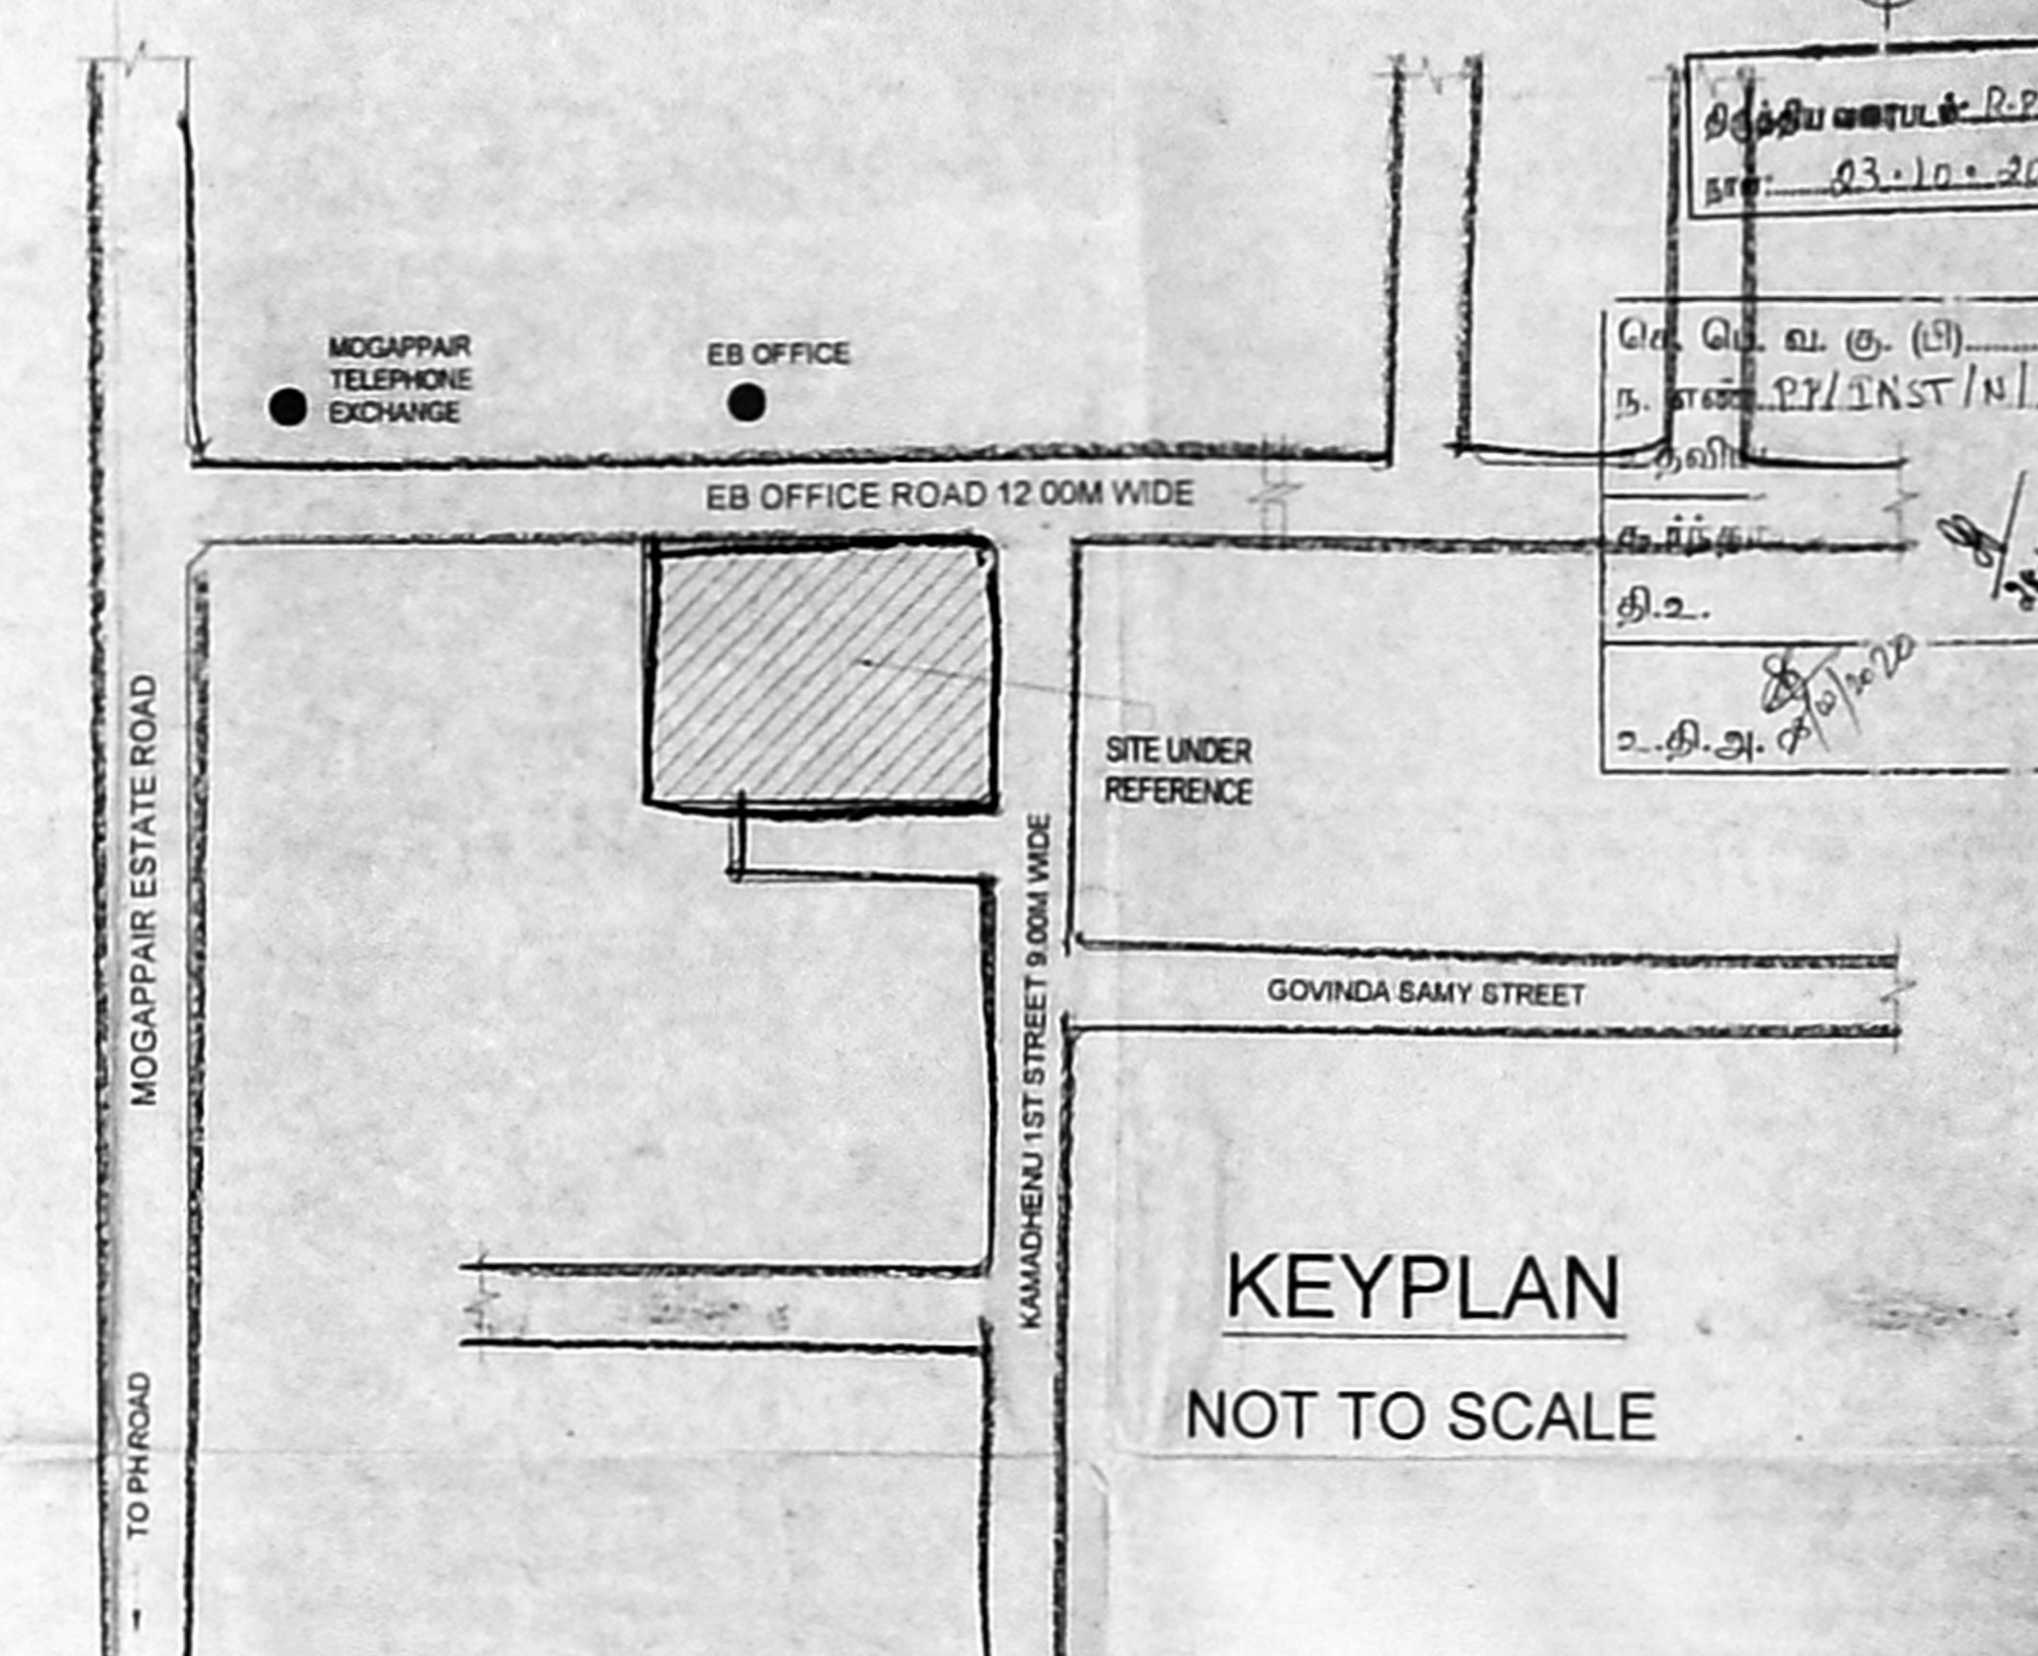 திருத்திய வரைபடம்: R.P
நாள்: 23.10.20
MOGAPPAIR
TELEPHONE
EXCHANGE
EB OFFICE
செ. பெ. வ. கு. (பி)
ந. எண் PP/INST/N/
EB OFFICE ROAD 12 00M WIDE
தி.உ.
உ.தி.அ.
SITE UNDER
REFERENCE
MOGAPPAIR ESTATE ROAD
KAMADHENU 1ST STREET 9.00M WIDE
GOVINDA SAMY STREET
KEYPLAN
NOT TO SCALE
TO PH ROAD